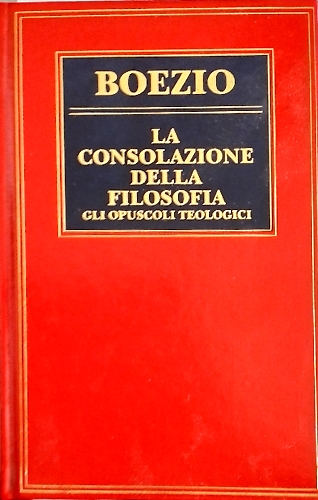 BOEZIO
LA
CONSOLAZIONE
DELLA
FILOSOFIA
GLI OPUSCOLI TEOLOGICI